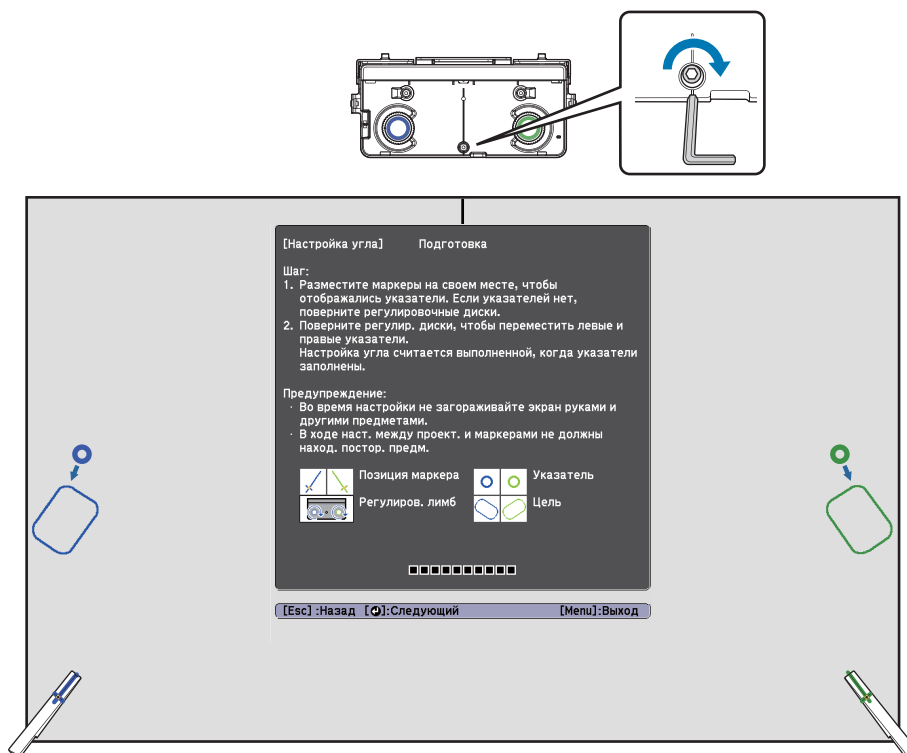 [Настройка угла] Подготовка
Шаг:
1. Разместите маркеры на своем месте, чтобы
отображались указатели. Если указателей нет,
поверните регулировочные диски.
2. Поверните регулир. диски, чтобы переместить левые и
правые указатели.
Настройка угла считается выполненной, когда указатели
заполнены.
Предупреждение:
· Во время настройки не загораживайте экран руками и
другими предметами.
· В ходе наст. между проект. и маркерами не должны
наход. постор. предм.
Позиция маркера Указатель
Регулиров. лимб Цель
[Esc] :Назад [⏎]:Следующий [Menu]:Выход